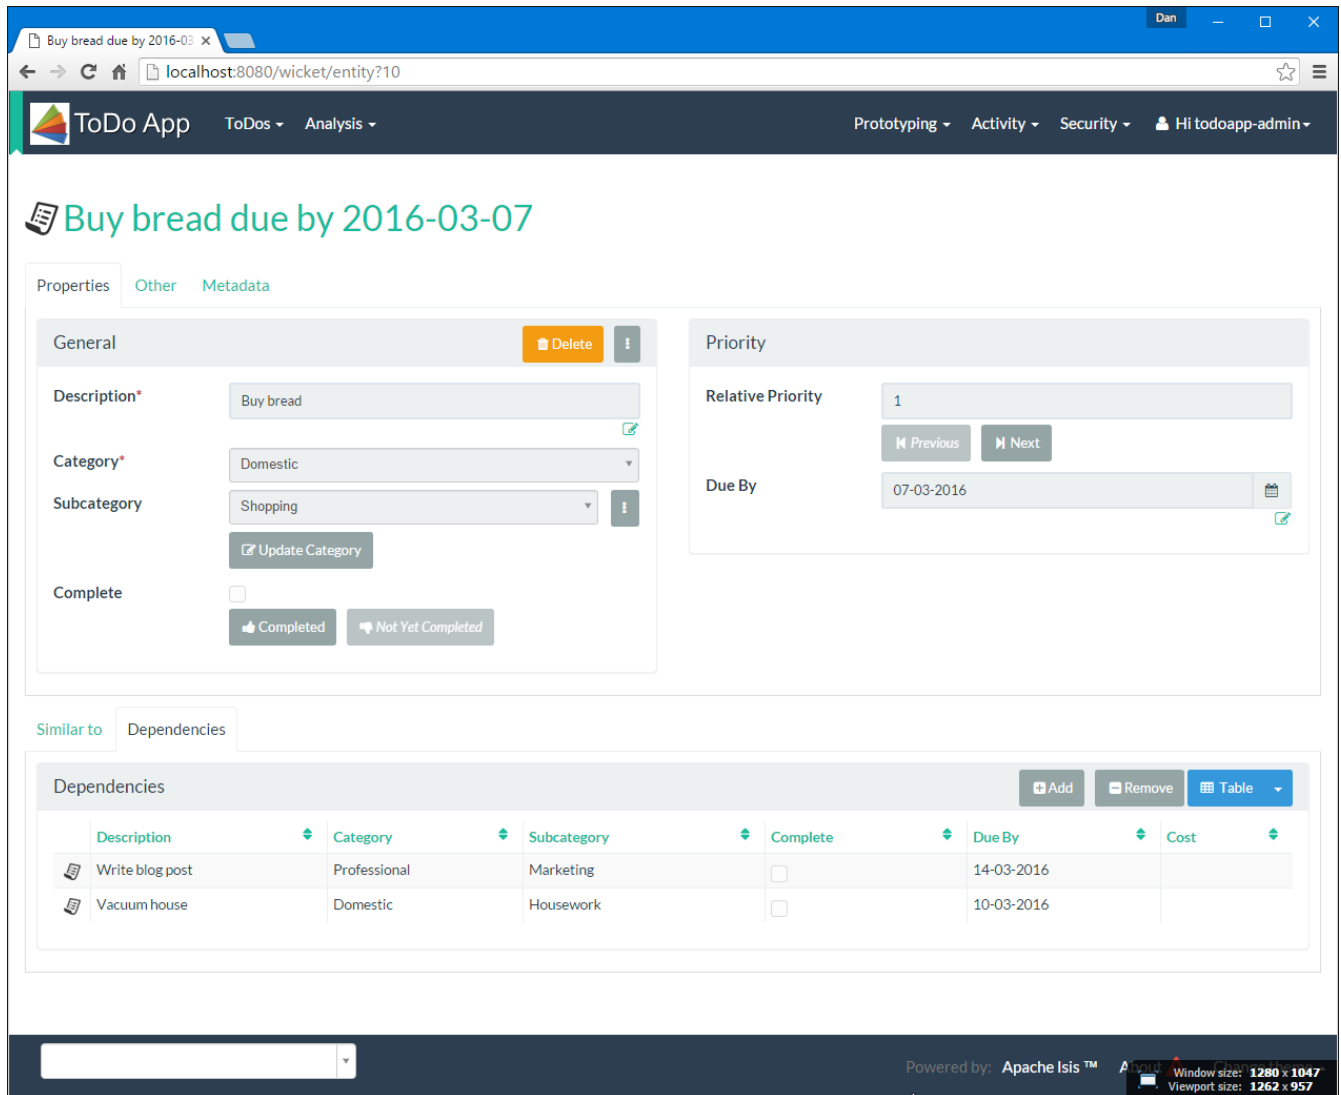 Dan
Buy bread due by 2016-03
localhost:8080/wicket/entity?10
ToDo App ToDos Analysis Prototyping Activity Security Hi todoapp-admin
Buy bread due by 2016-03-07
Properties Other Metadata
General Delete
Description* Buy bread
Category* Domestic
Subcategory Shopping
Update Category
Complete
Completed Not Yet Completed
Priority
Relative Priority 1
Previous Next
Due By 07-03-2016
Similar to Dependencies
Dependencies Add Remove Table
Description Category Subcategory Complete Due By Cost
Write blog post Professional Marketing 14-03-2016
Vacuum house Domestic Housework 10-03-2016
Powered by: Apache Isis ™ About Change theme
Window size: 1280 x 1047
Viewport size: 1262 x 957